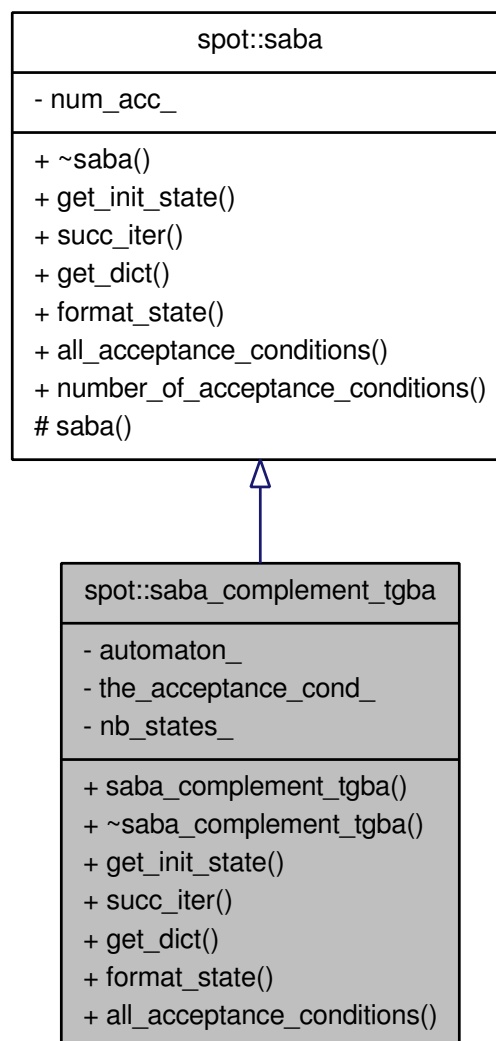 spot::saba
- num_acc_
+ ~saba()
+ get_init_state()
+ succ_iter()
+ get_dict()
+ format_state()
+ all_acceptance_conditions()
+ number_of_acceptance_conditions()
# saba()
spot::saba_complement_tgba
- automaton_
- the_acceptance_cond_
- nb_states_
+ saba_complement_tgba()
+ ~saba_complement_tgba()
+ get_init_state()
+ succ_iter()
+ get_dict()
+ format_state()
+ all_acceptance_conditions()